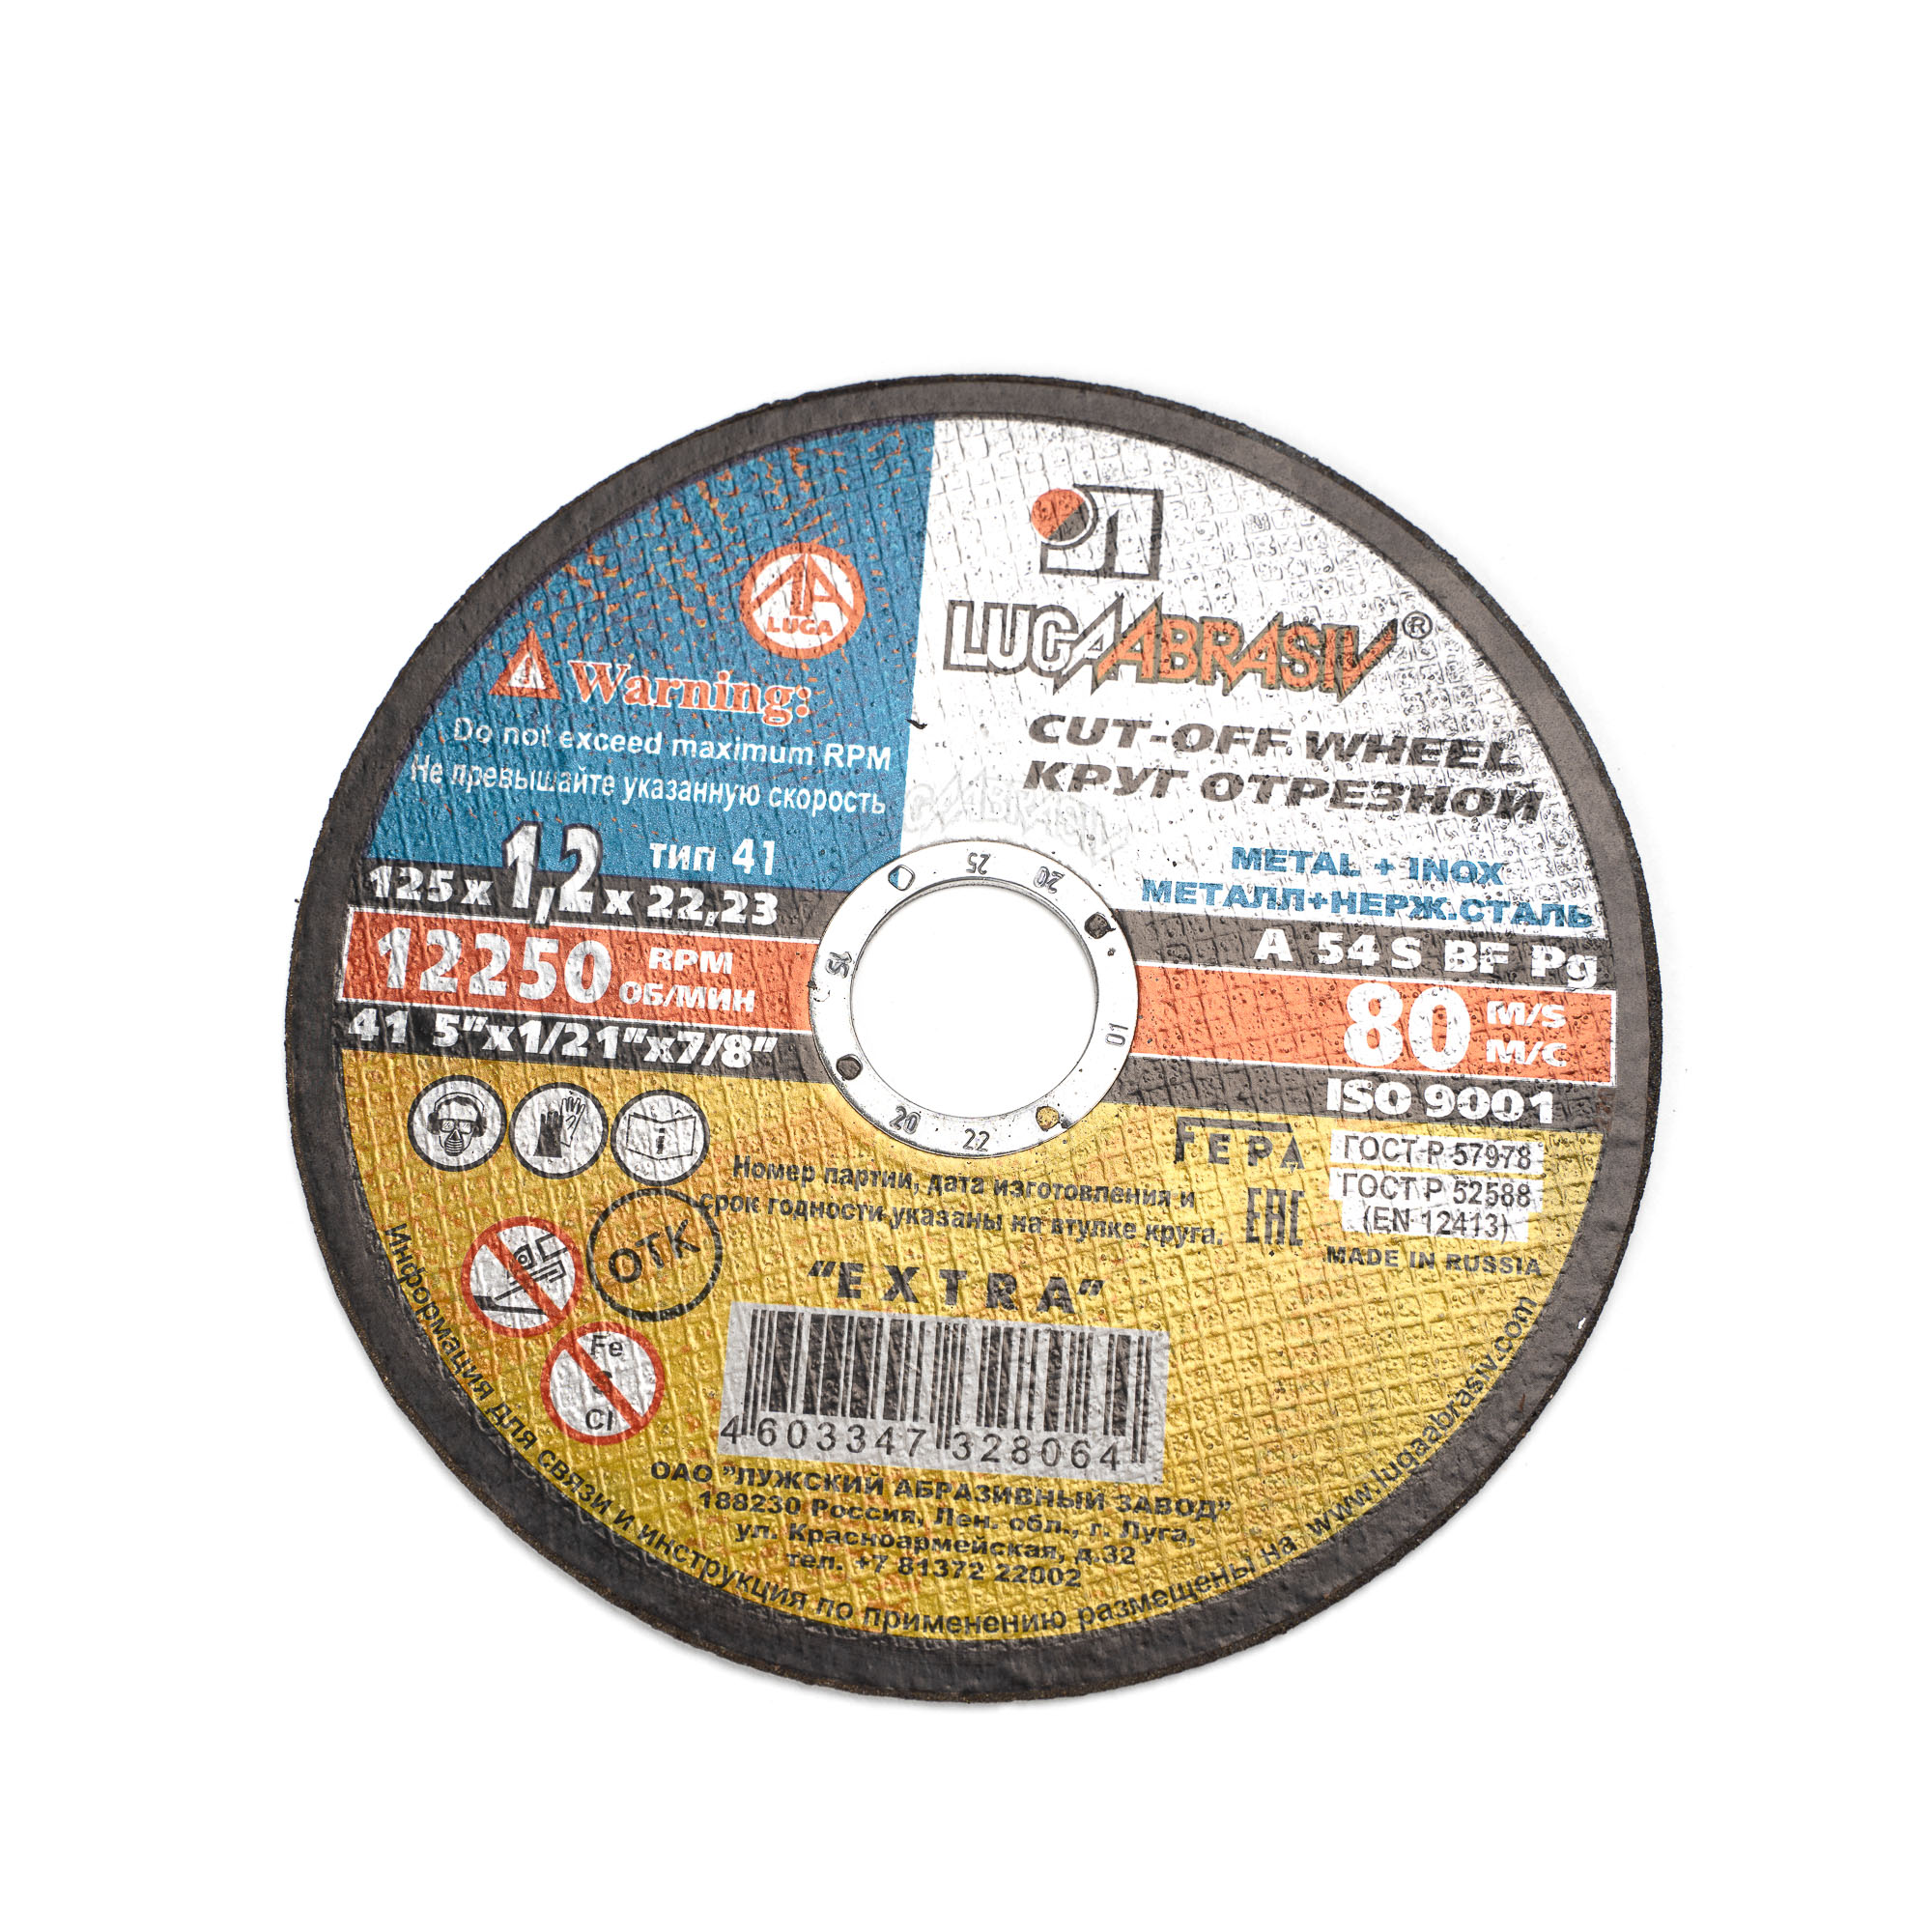 LUGA
Warning:
Do not exceed maximum RPM
Не превышайте указанную скорость
тип 41
125x 1,2 x 22,23
12250 RPM
ОБ/МИН
41 5"x1/21"x7/8"
LUGAABRASIV®
CUT-OFF WHEEL
КРУГ ОТРЕЗНОЙ
METAL + INOX
МЕТАЛЛ+НЕРЖ.СТАЛЬ
A 54 S BF Pg
80 M/S
М/С
ISO 9001
25
20
15
01
20
22
FEPA
ГОСТ Р 57978
ГОСТ Р 52588
(EN 12413)
EAC
MADE IN RUSSIA
Номер партии, дата изготовления и
срок годности указаны на втулке круга.
ОТК
"EXTRA"
Fe
S
Cl
4 603347 328064
ОАО "ЛУЖСКИЙ АБРАЗИВНЫЙ ЗАВОД"
188230 Россия, Лен. обл., г. Луга,
ул. Красноармейская, д.32
тел. +7 81372 22002
Информация для связи и инструкция по применению размещены на www.lugaabrasiv.com